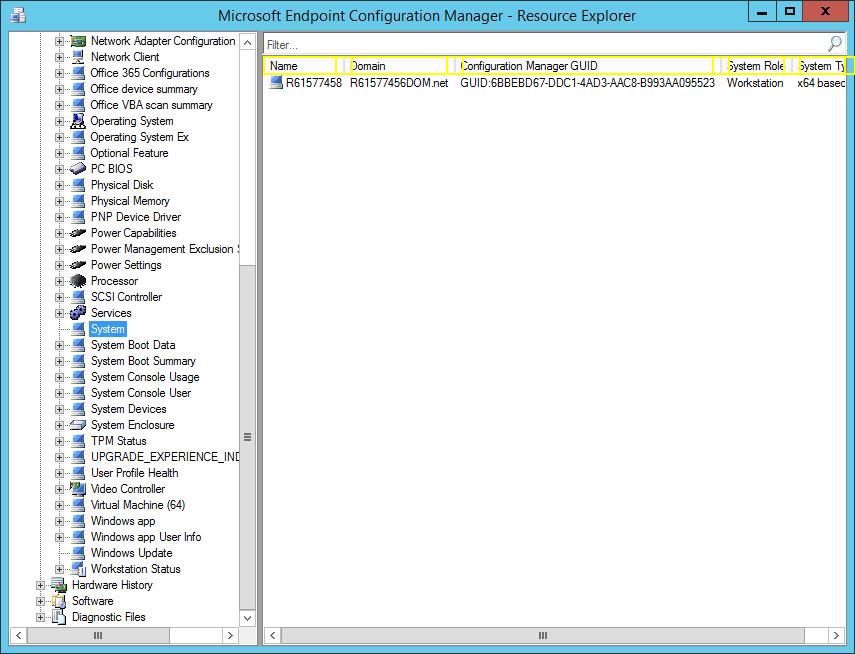 Microsoft Endpoint Configuration Manager - Resource Explorer
X
Network Adapter Configuration
Network Client
Office 365 Configurations
Office device summary
Office VBA scan summary
Operating System
Operating System Ex
Optional Feature
PC BIOS
Physical Disk
Physical Memory
PNP Device Driver
Power Capabilities
Power Management Exclusion
Power Settings
Processor
SCSI Controller
Services
System
System Boot Data
System Boot Summary
System Console Usage
System Console User
System Devices
System Enclosure
TPM Status
UPGRADE_EXPERIENCE_IND
User Profile Health
Video Controller
Virtual Machine (64)
Windows app
Windows app User Info
Windows Update
Workstation Status
Hardware History
Software
Diagnostic Files
Filter...
Name Domain Configuration Manager GUID System Role System Ty
R61577458 R61577456DOM.net GUID:6BBEBD67-DDC1-4AD3-AAC8-B993AA095523 Workstation x64 based